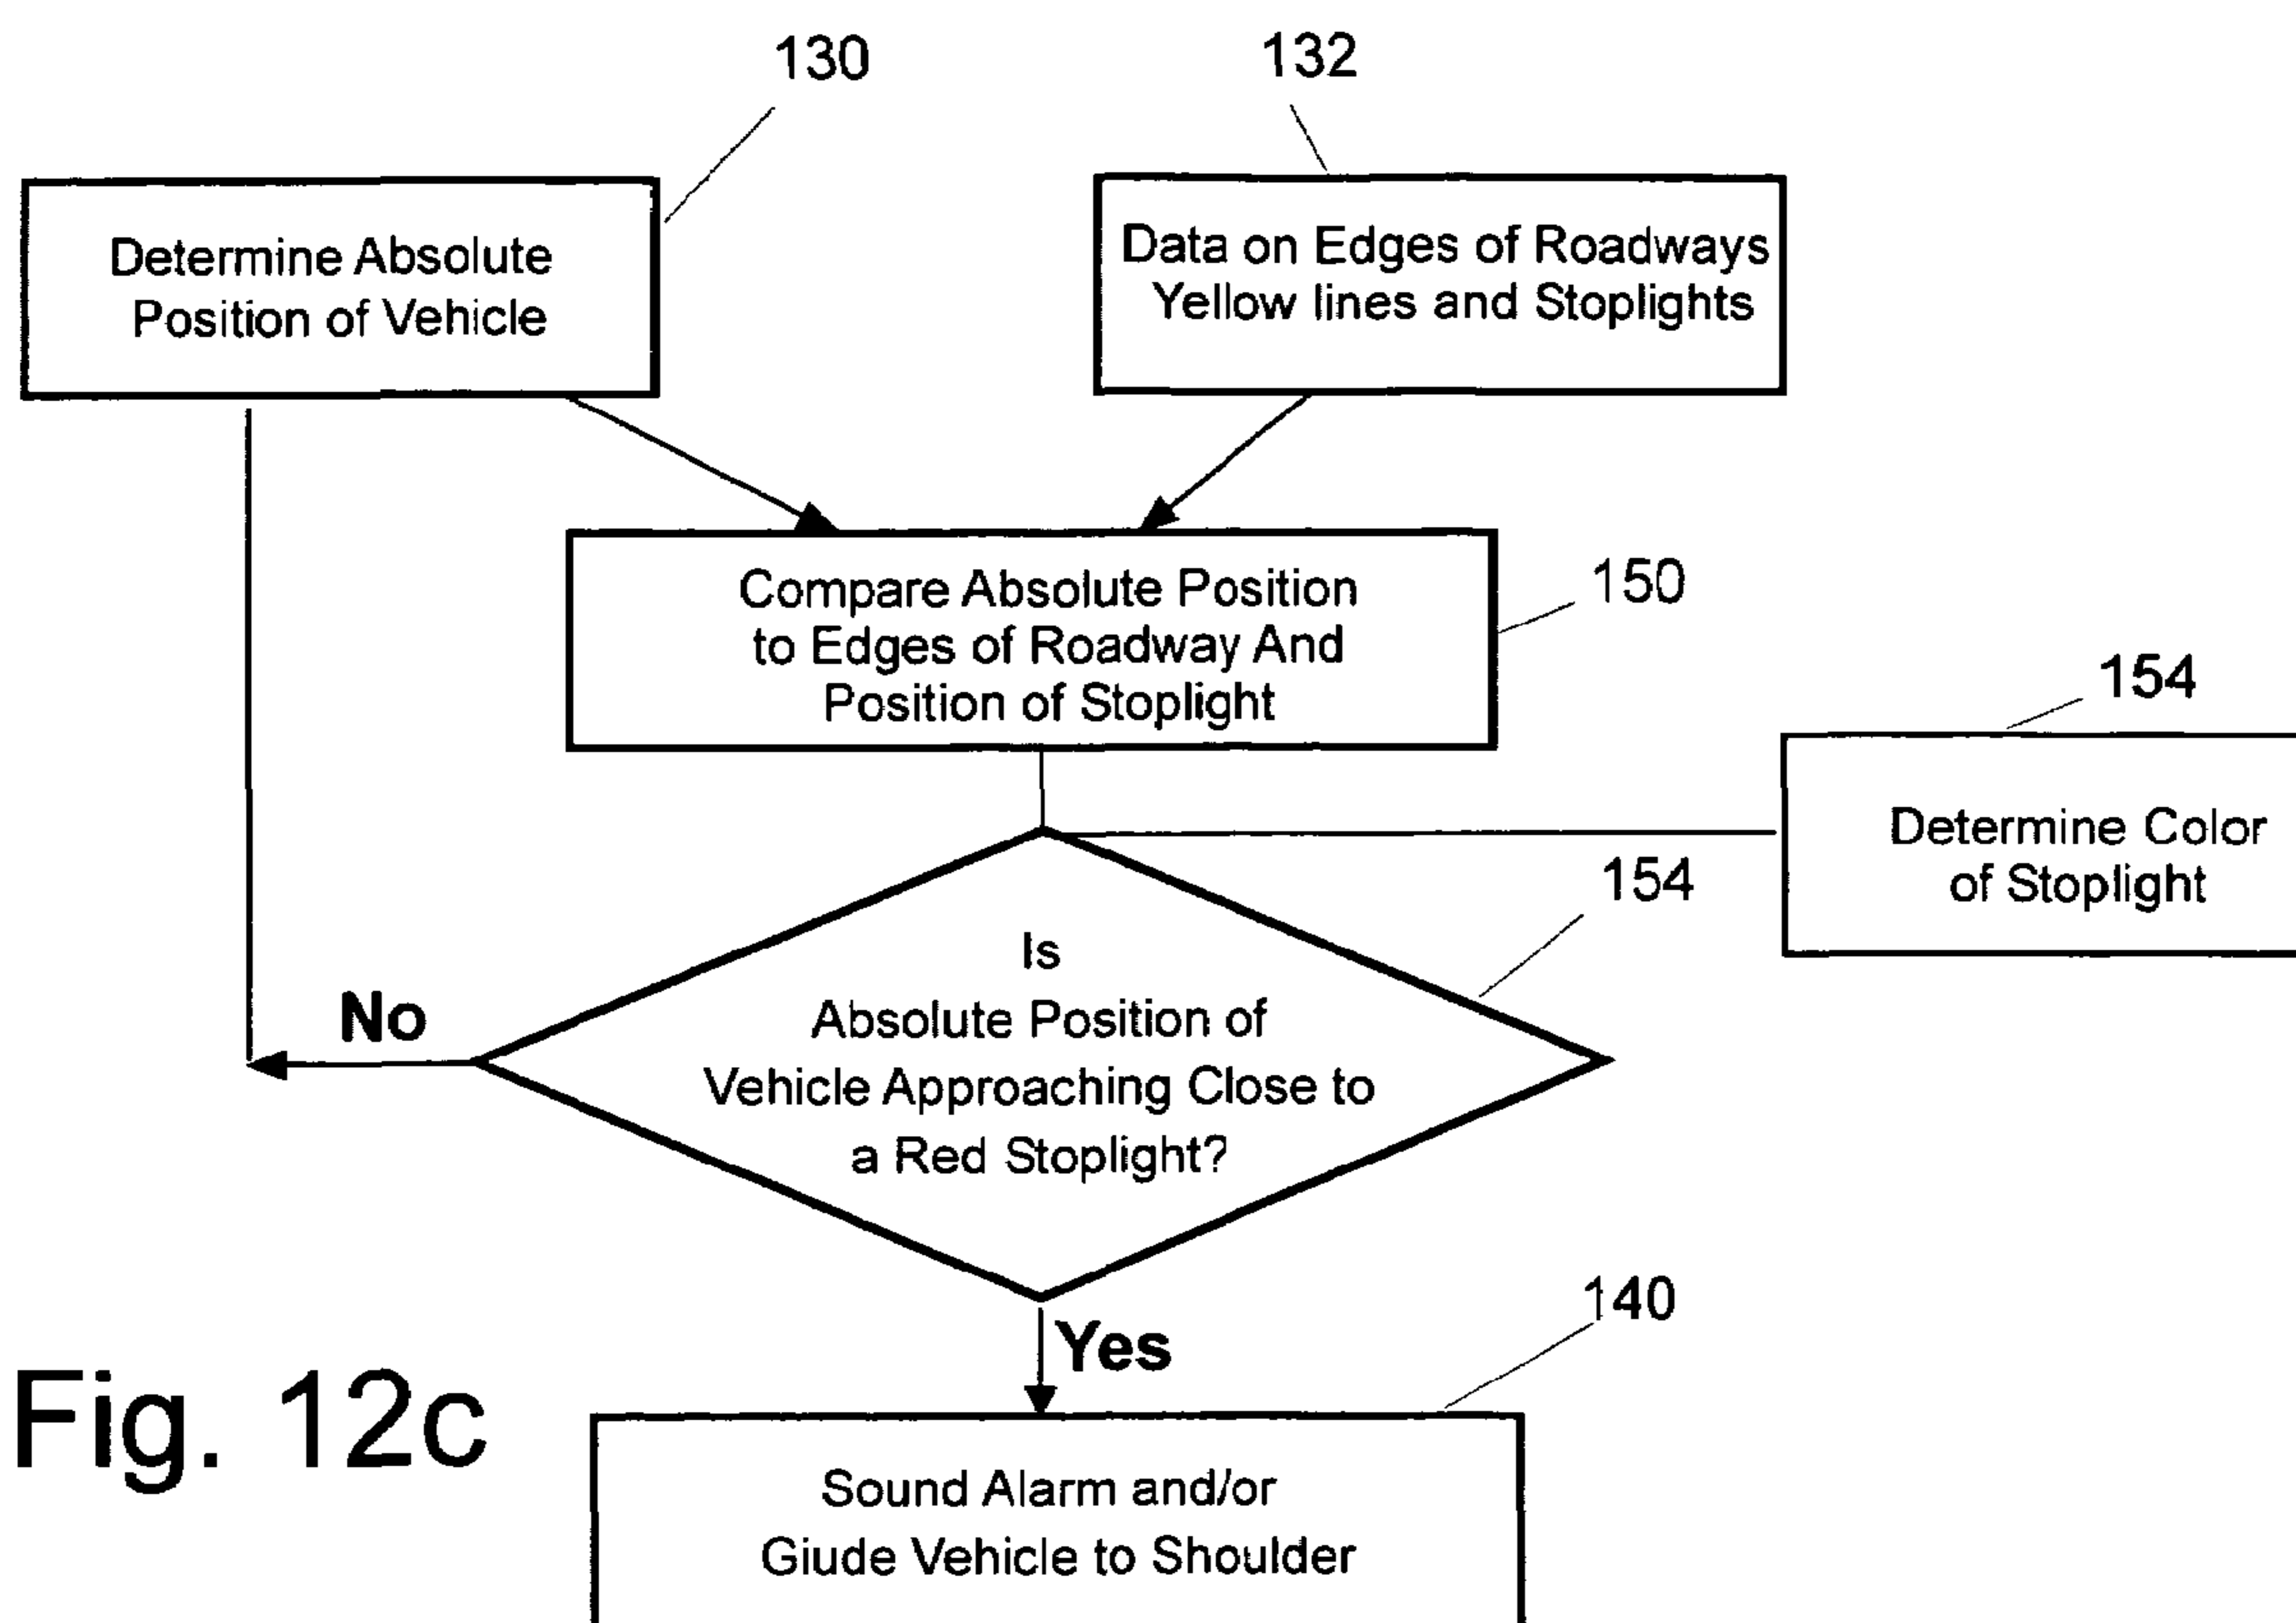 130
132
Determine Absolute
Position of Vehicle
Data on Edges of Roadways
Yellow lines and Stoplights
Compare Absolute Position
to Edges of Roadway And
Position of Stoplight
150
154
Determine Color
of Stoplight
154
Is
Absolute Position of
Vehicle Approaching Close to
a Red Stoplight?
No
Yes
140
Sound Alarm and/or
Giude Vehicle to Shoulder
Fig. 12c